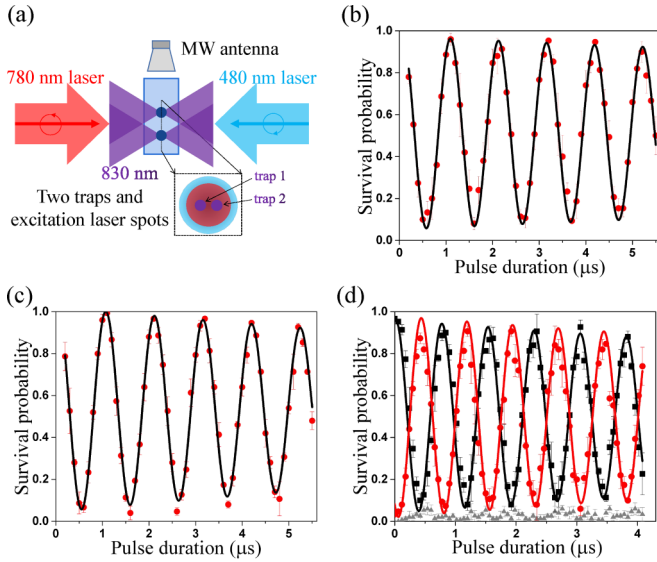 (a)
MW antenna
780 nm laser
480 nm laser
830 nm
trap 1
trap 2
Two traps and
excitation laser spots
(b)
Survival probability
1.0
0.8
0.6
0.4
0.2
0.0
0 1 2 3 4 5
Pulse duration (μs)
(c)
Survival probability
1.0
0.8
0.6
0.4
0.2
0.0
0 1 2 3 4 5
Pulse duration (μs)
(d)
Survival probability
1.0
0.8
0.6
0.4
0.2
0.0
0 1 2 3 4
Pulse duration (μs)